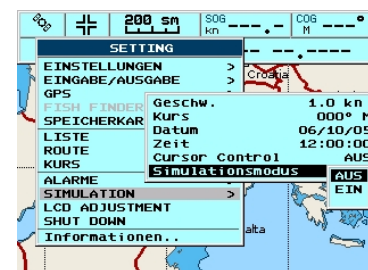 200 sm
SOG
kn
---.-
COG
M
---°
SETTING
EINSTELLUNGEN >
EINGABE/AUSGABE >
GPS
FISH FINDER
SPEICHERKAR
LISTE
ROUTE
KURS
ALARME
SIMULATION >
LCD ADJUSTMENT
SHUT DOWN
Informationen..
Croatia
Geschw. 1.0 kn
Kurs 000° M
Datum 06/10/05
Zeit 12:00:00
Cursor Control AUS
Simulationsmodus
AUS
EIN
alta